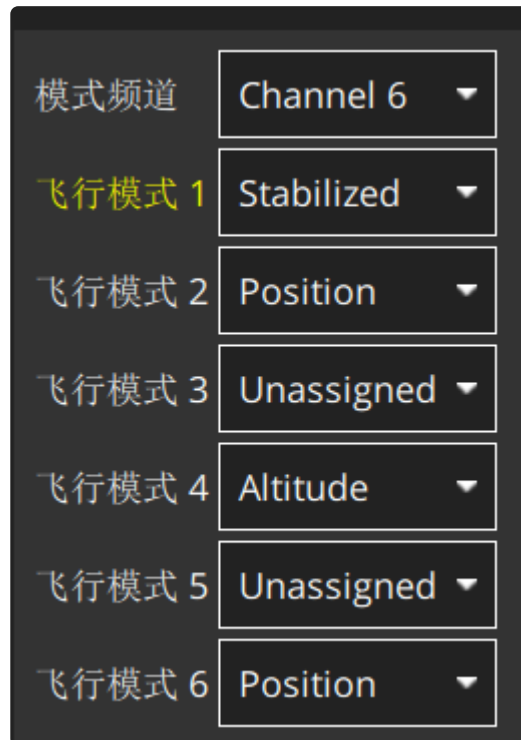 模式频道 Channel 6
飞行模式 1 Stabilized
飞行模式 2 Position
飞行模式 3 Unassigned
飞行模式 4 Altitude
飞行模式 5 Unassigned
飞行模式 6 Position